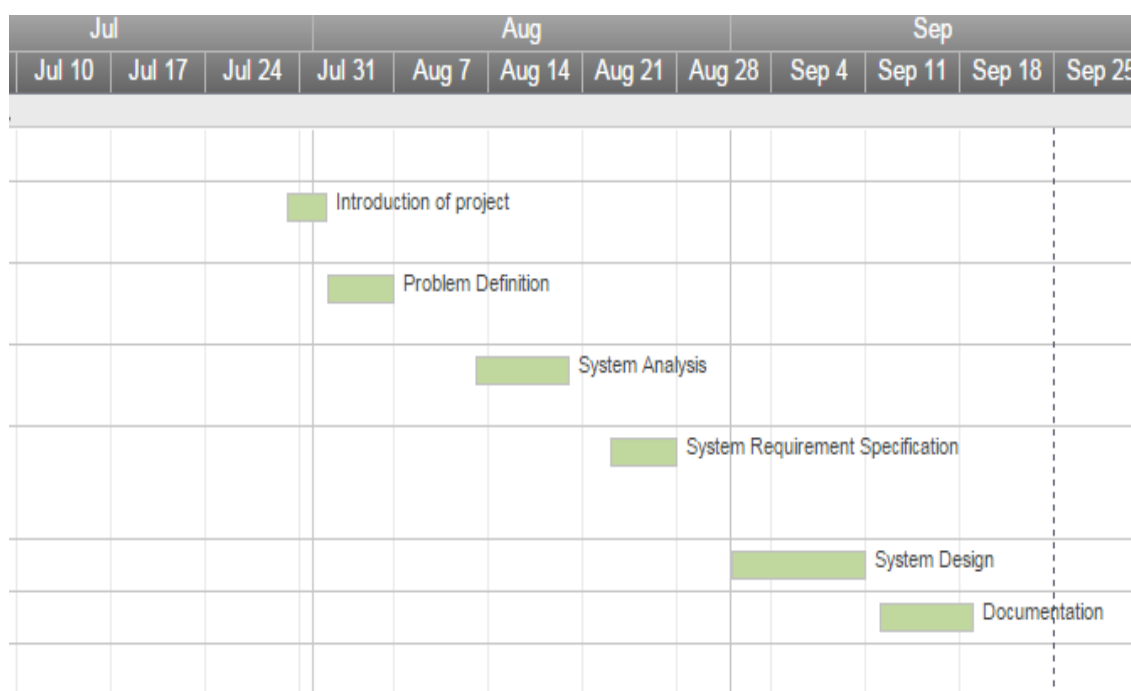 Jul Aug Sep
Jul 10 Jul 17 Jul 24 Jul 31 Aug 7 Aug 14 Aug 21 Aug 28 Sep 4 Sep 11 Sep 18 Sep 25
Introduction of project
Problem Definition
System Analysis
System Requirement Specification
System Design
Documentation